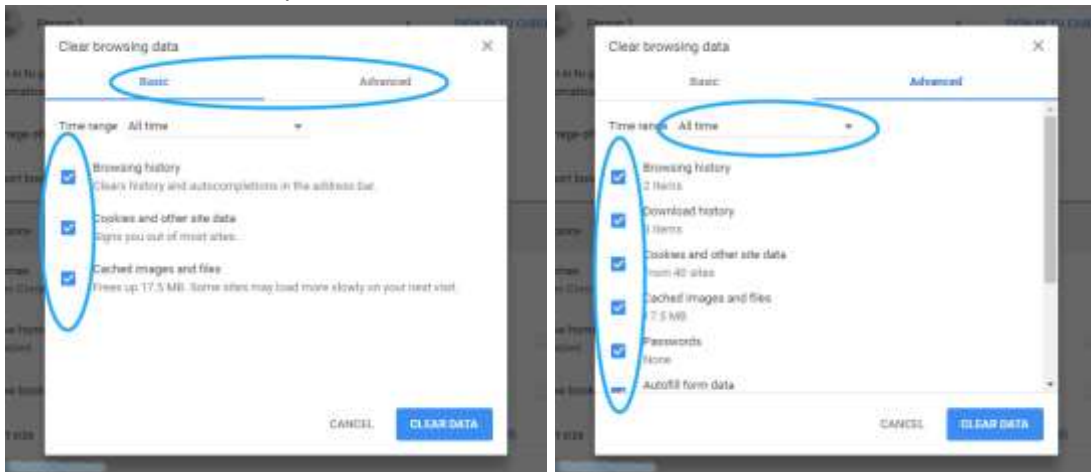 Clear browsing data
Basic Advanced
Time range All time
Browsing history
Clears history and autocompletions in the address bar.
Cookies and other site data
Signs you out of most sites.
Cached images and files
Frees up 17.5 MB. Some sites may load more slowly on your next visit.
CANCEL CLEAR DATA
Clear browsing data
Basic Advanced
Time range All time
Browsing history
2 items
Download history
items
Cookies and other site data
From 40 sites
Cached images and files
17.5 MB
Passwords
None
Autofill form data
CANCEL CLEAR DATA